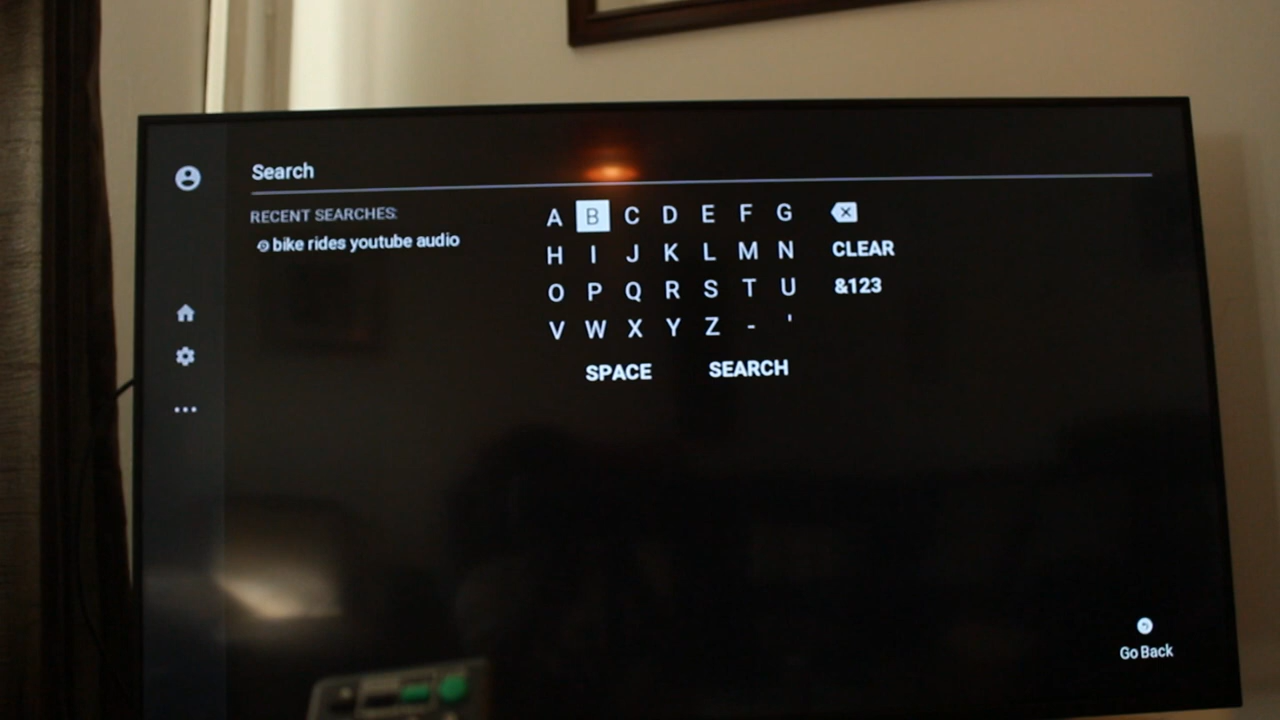 Search
RECENT SEARCHES:
bike rides youtube audio
A B C D E F G
H I J K L M N CLEAR
O P Q R S T U &123
V W X Y Z - '
SPACE SEARCH
Go Back